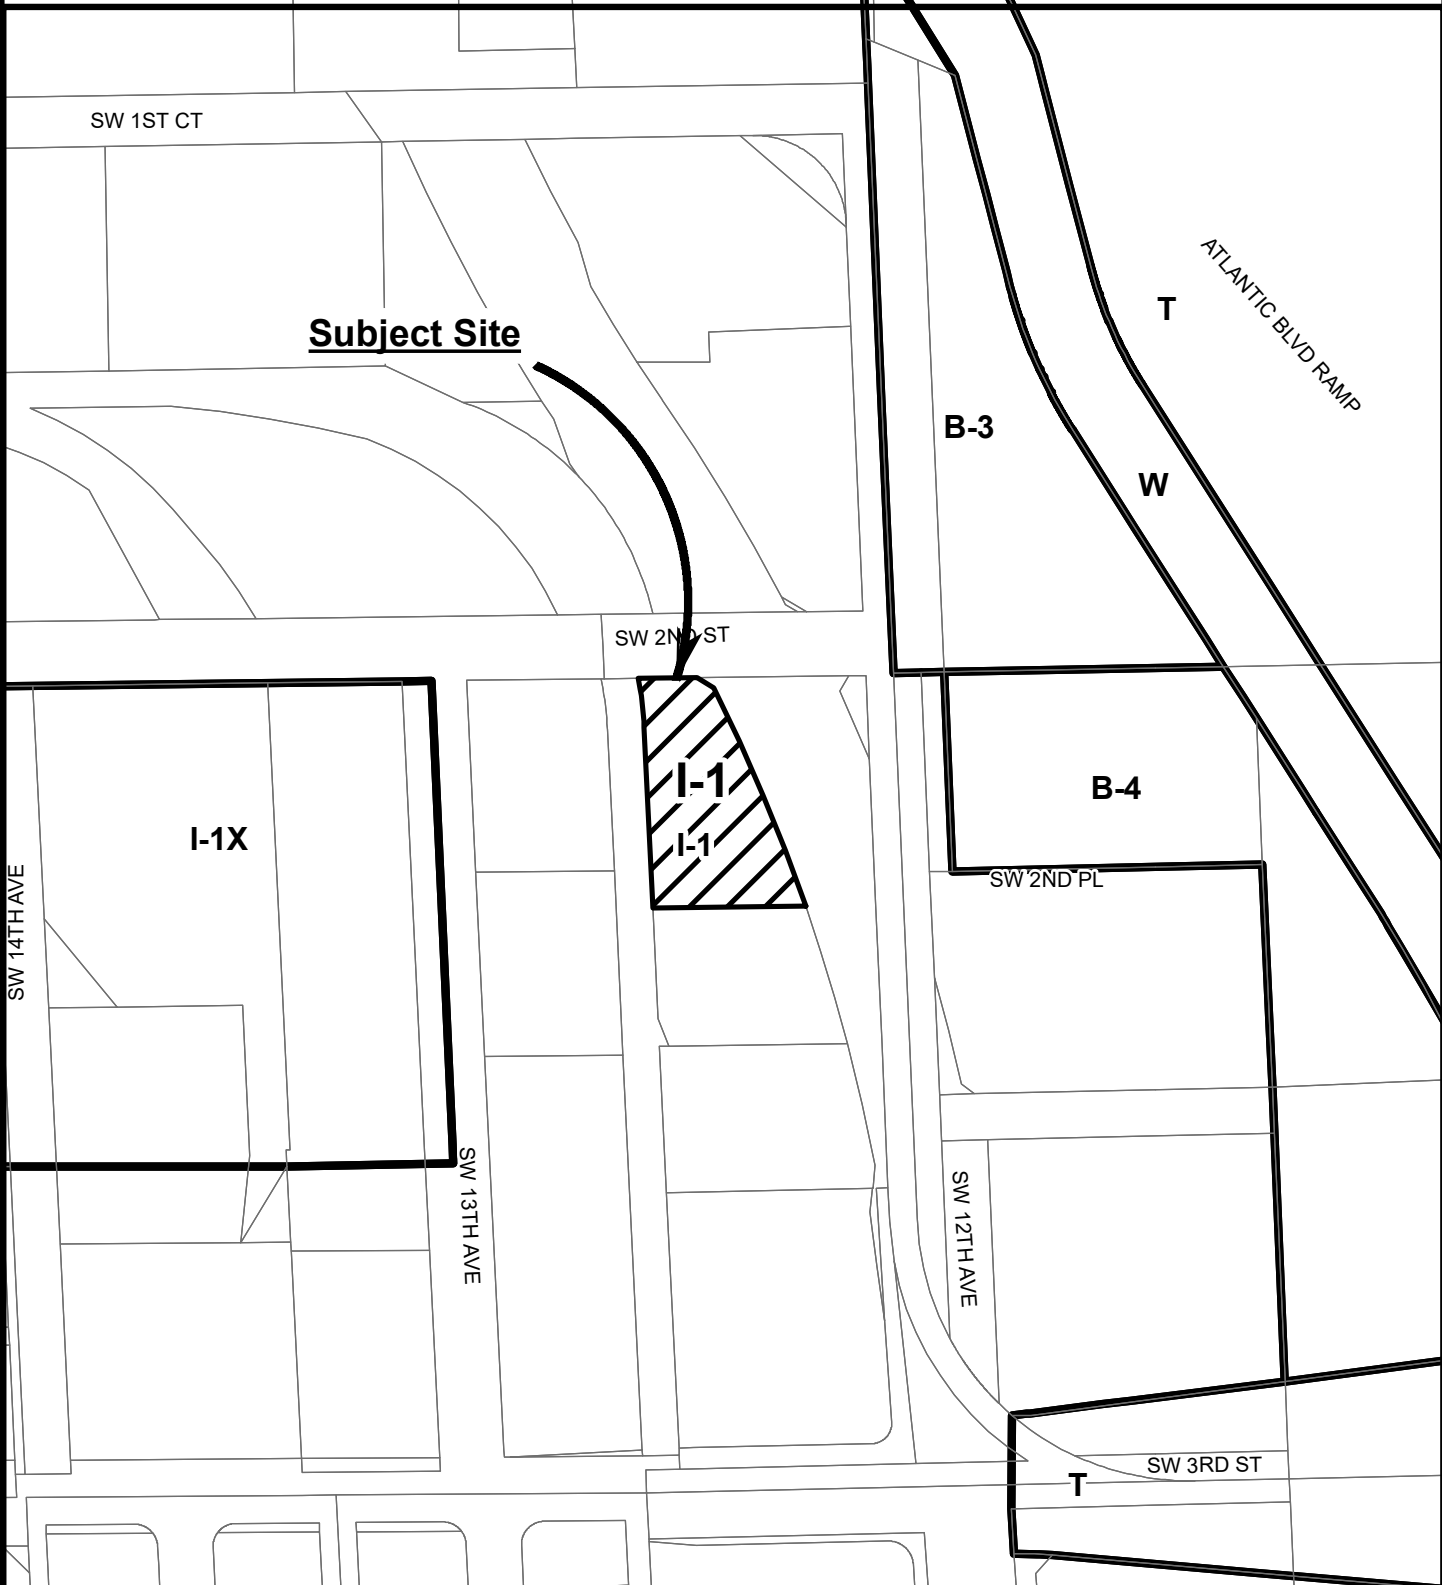 SW 1ST CT
ATLANTIC BLVD RAMP
T
Subject Site
B-3
W
SW 2ND ST
I-1
I-1
B-4
I-1X
SW 2ND PL
SW 14TH AVE
SW 13TH AVE
SW 12TH AVE
SW 3RD ST
T